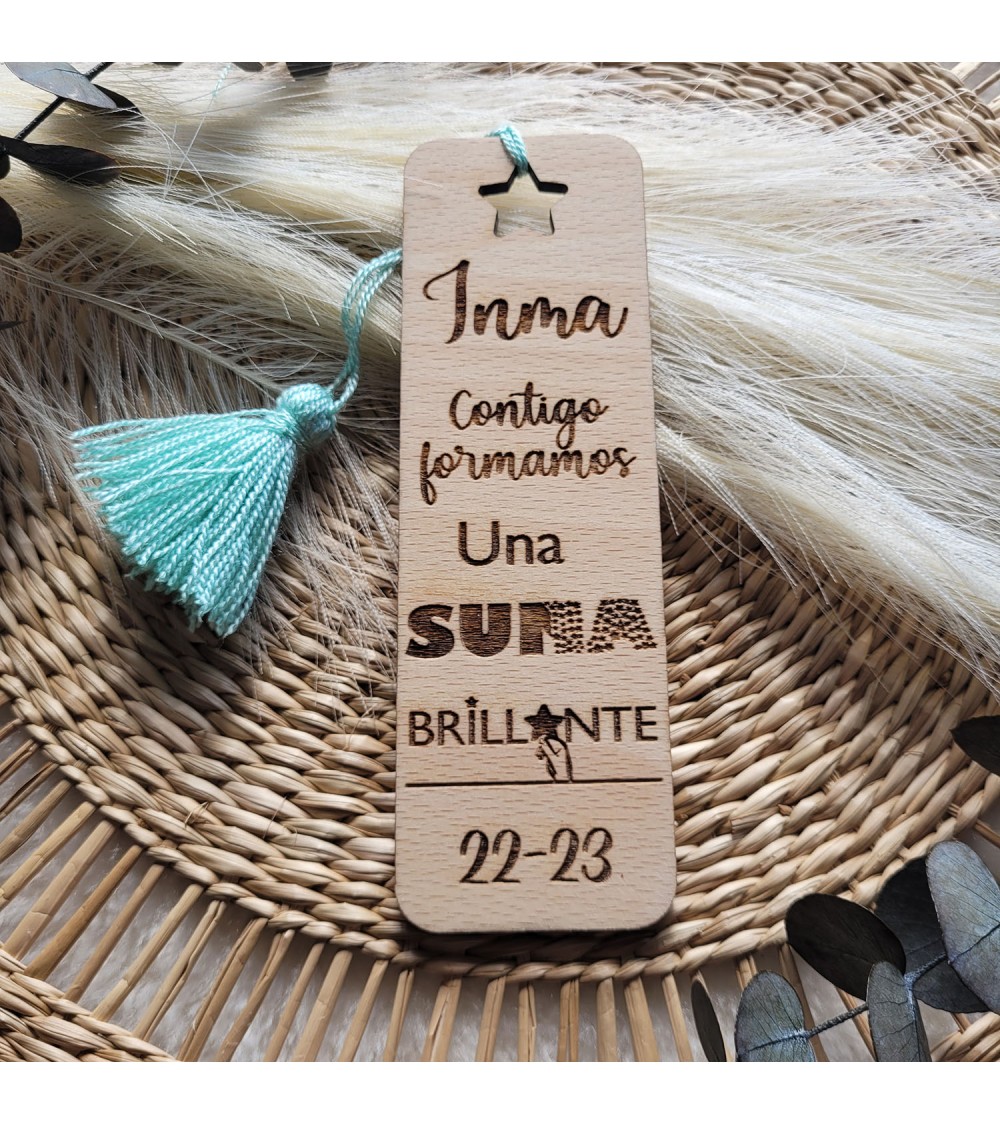 Inma
Contigo
formamos
Una
SUMA
BRILLANTE
22-23